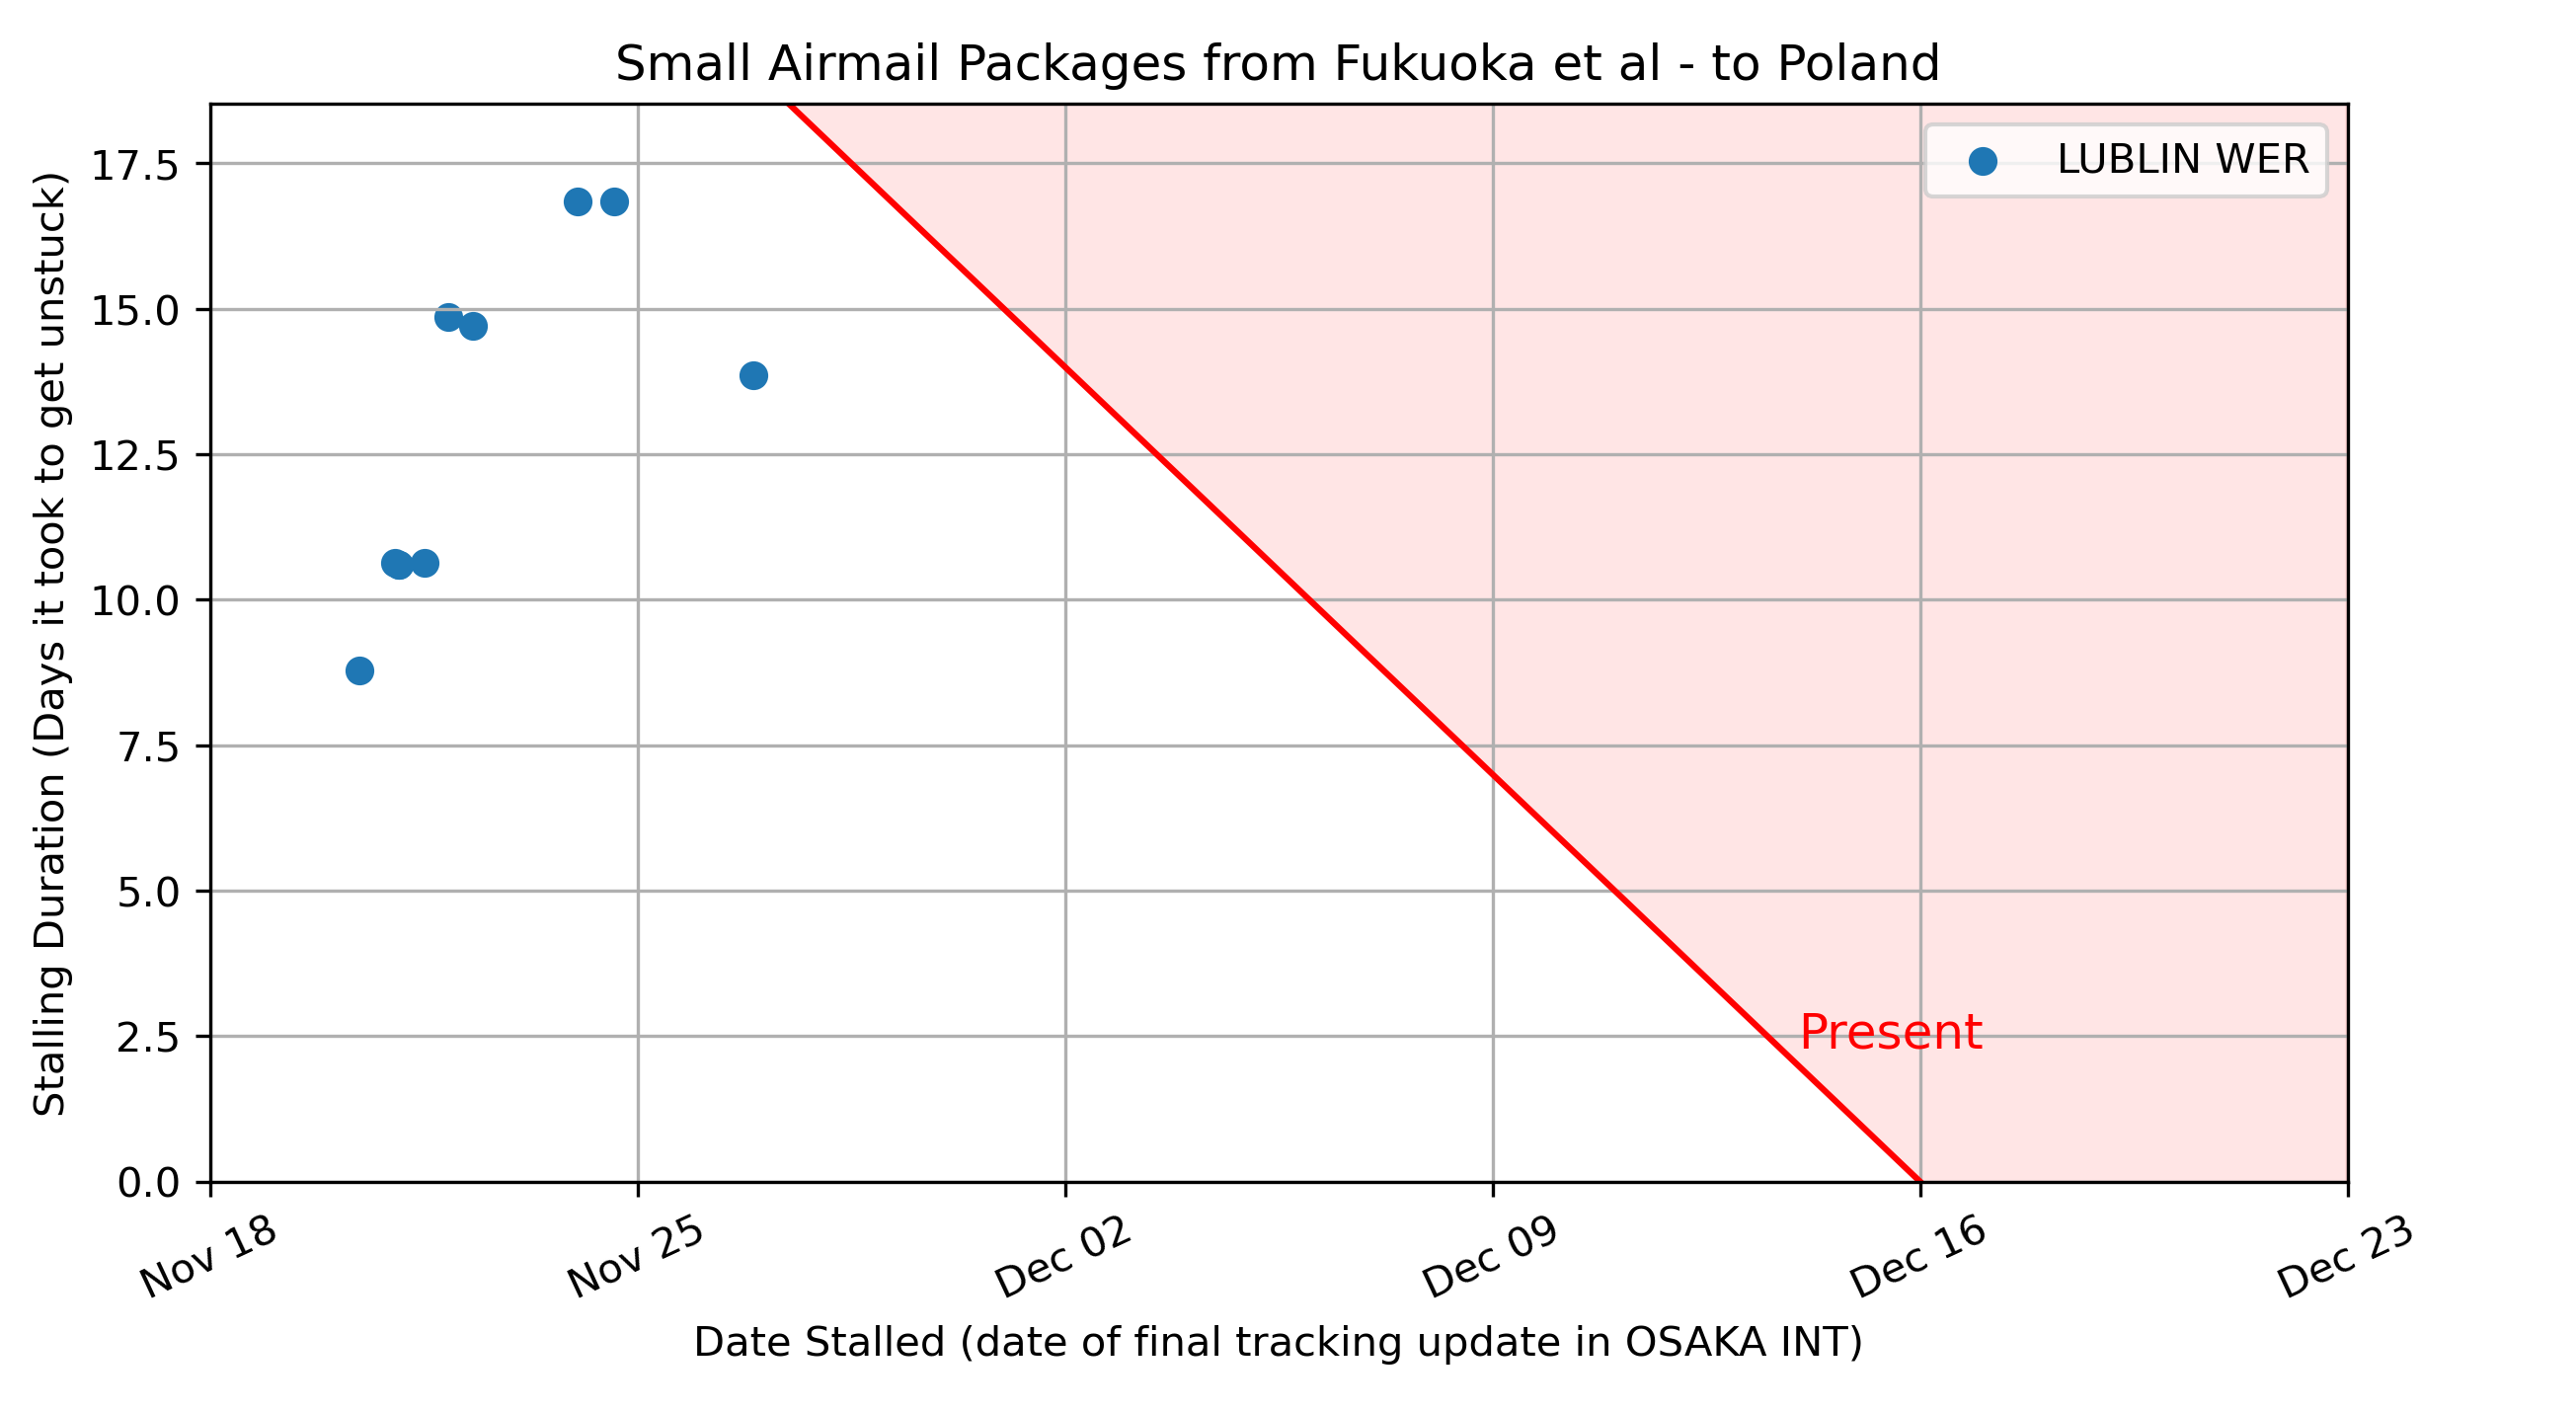 Small Airmail Packages from Fukuoka et al - to Poland
LUBLIN WER
Stalling Duration (Days it took to get unstuck)
17.5
15.0
12.5
10.0
7.5
5.0
2.5
0.0
Present
Nov 18
Nov 25
Dec 02
Dec 09
Dec 16
Dec 23
Date Stalled (date of final tracking update in OSAKA INT)